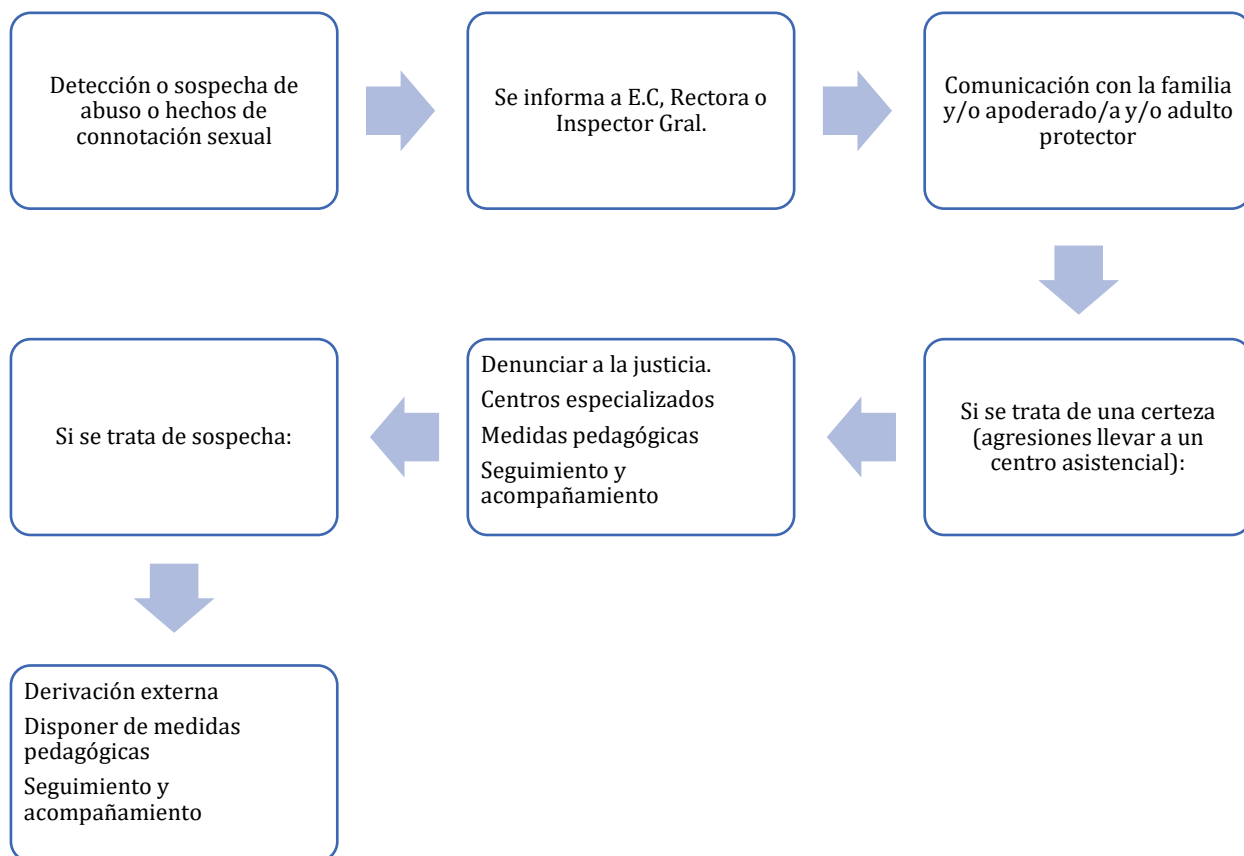 Detección o sospecha de
abuso o hechos de
connotación sexual
Se informa a E.C, Rectora o
Inspector Gral.
Comunicación con la familia
y/o apoderado/a y/o adulto
protector
Si se trata de una certeza
(agresiones llevar a un
centro asistencial):
Denunciar a la justicia.
Centros especializados
Medidas pedagógicas
Seguimiento y
acompañamiento
Si se trata de sospecha:
Derivación externa
Disponer de medidas
pedagógicas
Seguimiento y
acompañamiento